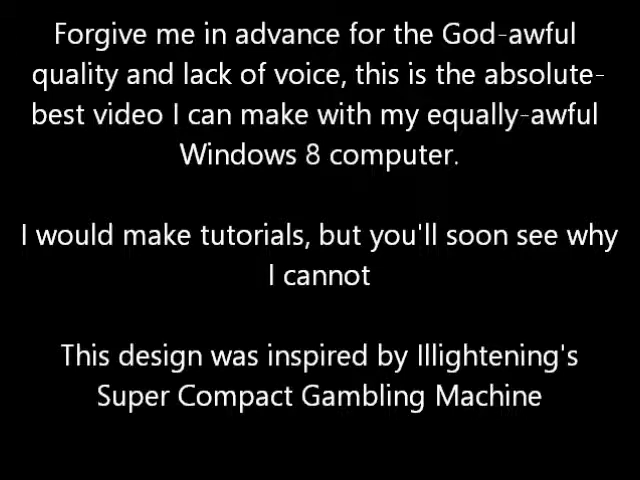 Forgive me in advance for the God-awful
quality and lack of voice, this is the absolute-
best video I can make with my equally-awful
Windows 8 computer.
I would make tutorials, but you'll soon see why
I cannot
This design was inspired by Illightening's
Super Compact Gambling Machine